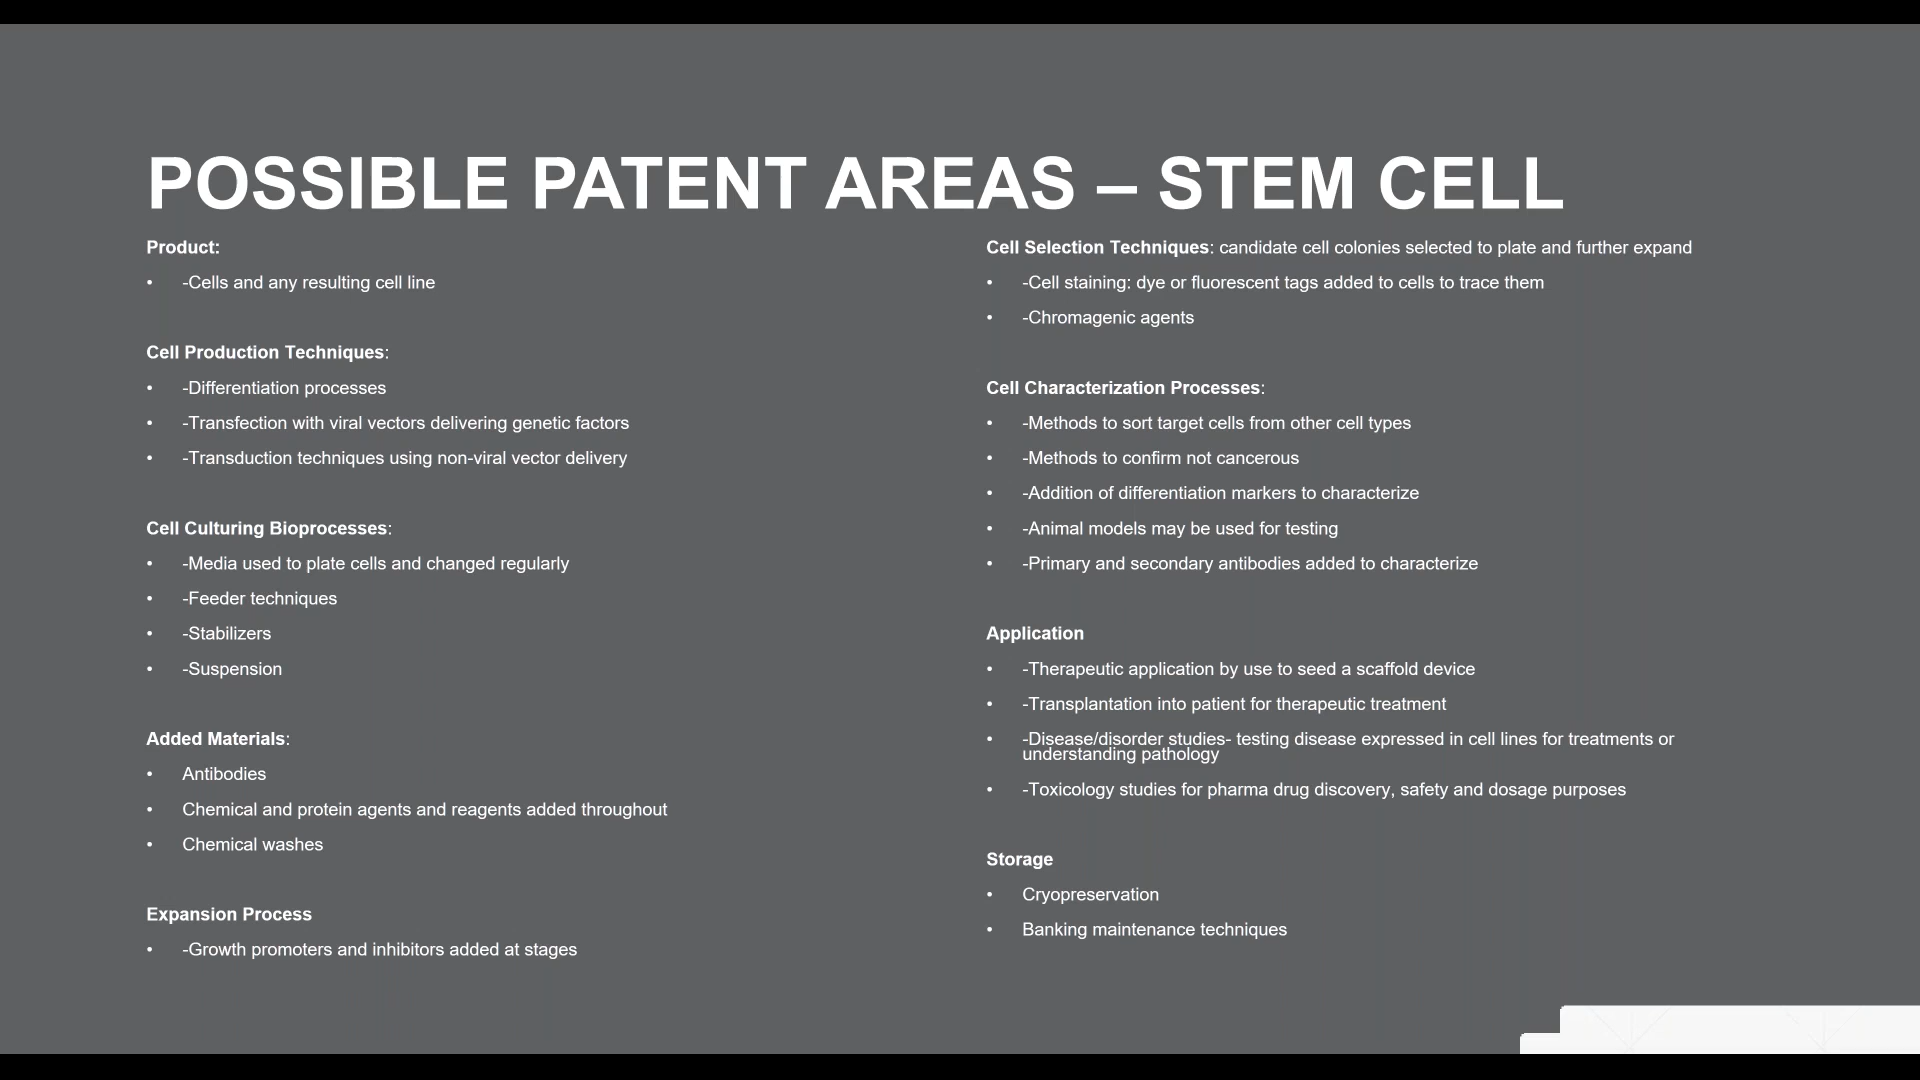 POSSIBLE PATENT AREAS – STEM CELL
Product:
• -Cells and any resulting cell line
Cell Production Techniques:
• -Differentiation processes
• -Transfection with viral vectors delivering genetic factors
• -Transduction techniques using non-viral vector delivery
Cell Culturing Bioprocesses:
• -Media used to plate cells and changed regularly
• -Feeder techniques
• -Stabilizers
• -Suspension
Added Materials:
• Antibodies
• Chemical and protein agents and reagents added throughout
• Chemical washes
Expansion Process
• -Growth promoters and inhibitors added at stages
Cell Selection Techniques: candidate cell colonies selected to plate and further expand
• -Cell staining: dye or fluorescent tags added to cells to trace them
• -Chromagenic agents
Cell Characterization Processes:
• -Methods to sort target cells from other cell types
• -Methods to confirm not cancerous
• -Addition of differentiation markers to characterize
• -Animal models may be used for testing
• -Primary and secondary antibodies added to characterize
Application
• -Therapeutic application by use to seed a scaffold device
• -Transplantation into patient for therapeutic treatment
• -Disease/disorder studies- testing disease expressed in cell lines for treatments or
understanding pathology
• -Toxicology studies for pharma drug discovery, safety and dosage purposes
Storage
• Cryopreservation
• Banking maintenance techniques